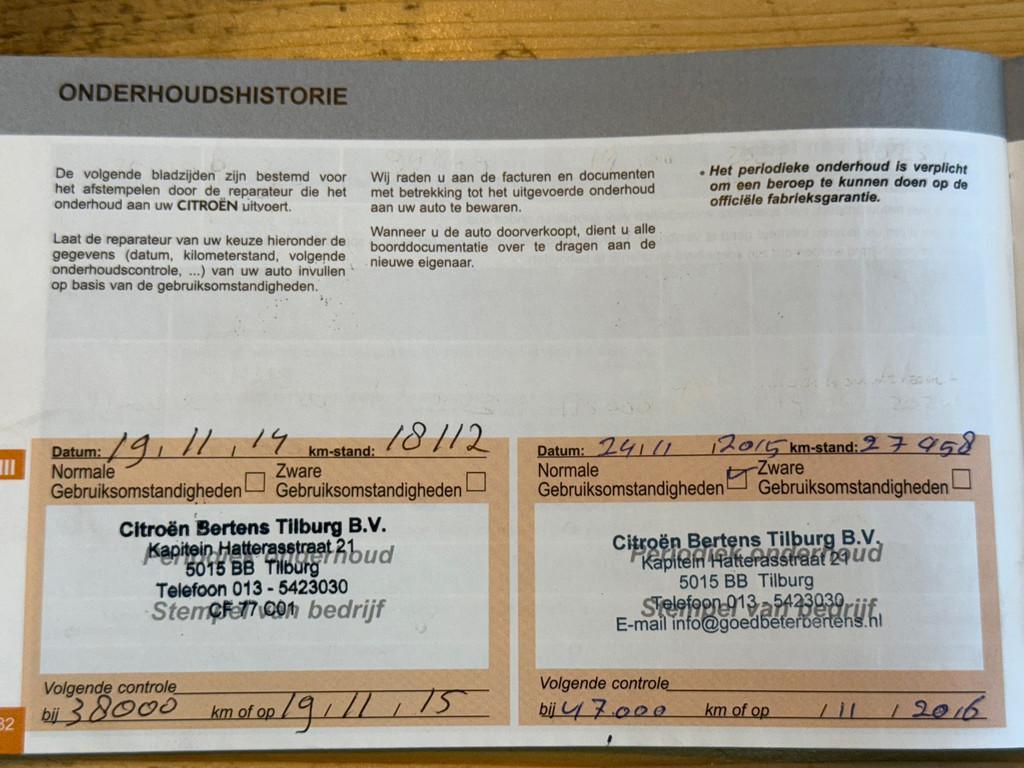 ONDERHOUDSHISTORIE
De volgende bladzijden zijn bestemd voor
het afstempelen door de reparateur die het
onderhoud aan uw CITROËN uitvoert.
Laat de reparateur van uw keuze hieronder de
gegevens (datum, kilometerstand, volgende
onderhoudscontrole, ...) van uw auto invullen
op basis van de gebruiksomstandigheden.
Wij raden u aan de facturen en documenten
met betrekking tot het uitgevoerde onderhoud
aan uw auto te bewaren.
Wanneer u de auto doorverkoopt, dient u alle
boorddocumentatie over te dragen aan de
nieuwe eigenaar.
• Het periodieke onderhoud is verplicht
om een beroep te kunnen doen op de
officiële fabrieksgarantie.
III
Datum: 19, 11, 14 km-stand: 18112
Normale
Gebruiksomstandigheden
Zware
Gebruiksomstandigheden
Citroën Bertens Tilburg B.V.
Kapitein Hatterasstraat 21
Periodiek onderhoud
5015 BB Tilburg
Telefoon 013 - 5423030
CF 77 C01
Stempel van bedrijf
Volgende controle
bij 38000 km of op 19, 11, 15
Datum: 24, 11, 2015 km-stand: 27958
Normale
Gebruiksomstandigheden
Zware
Gebruiksomstandigheden
Citroën Bertens Tilburg B.V.
Periodiek onderhoud
Kapitein Hatterasstraat 21
5015 BB Tilburg
Telefoon 013 - 5423030
Stempel van bedrijf
E-mail info@goedbeterbertens.nl
Volgende controle
bij 47000 km of op / 11 / 2016
32